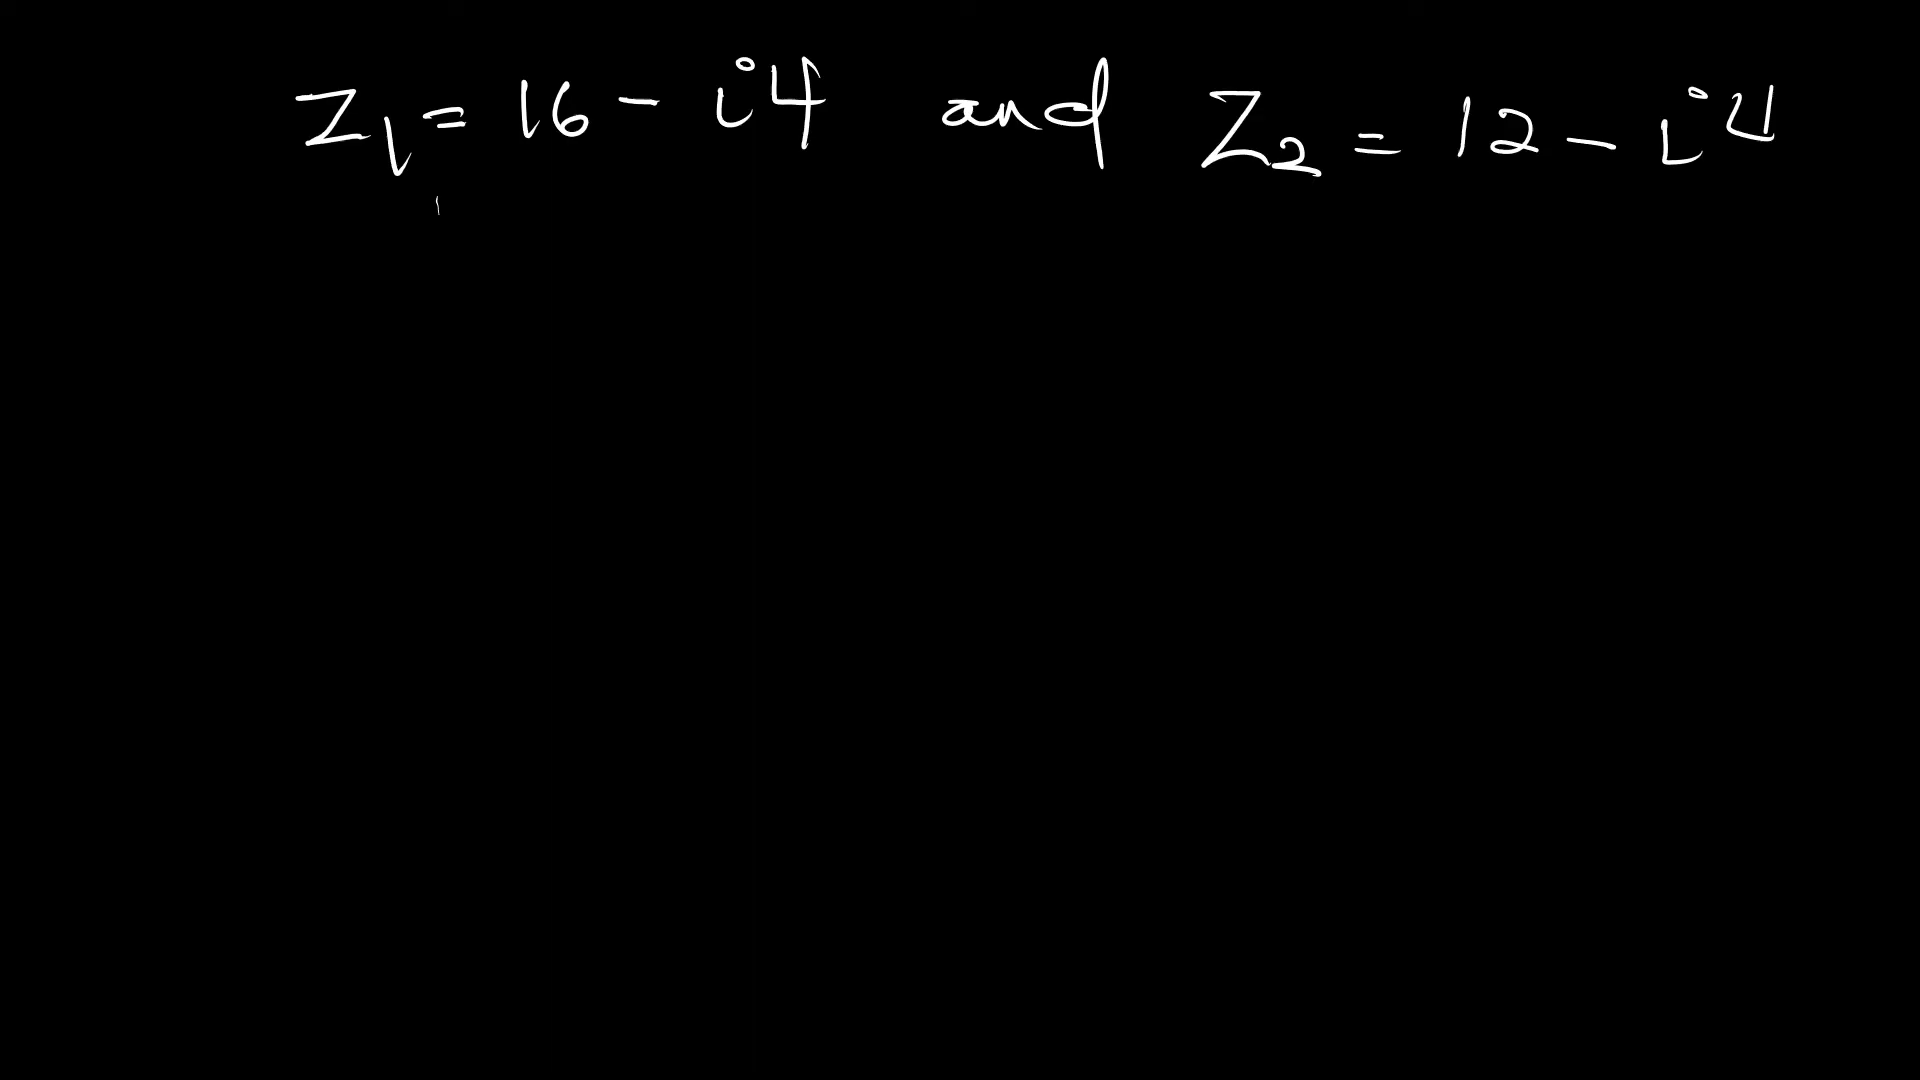 Z₁ = 16 - i4 and Z₂ = 12 - i4